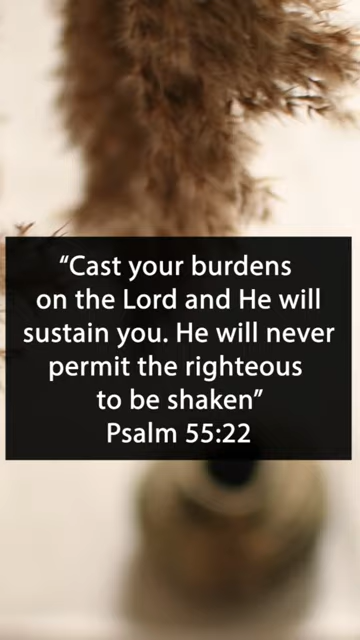 “Cast your burdens
on the Lord and He will
sustain you. He will never
permit the righteous
to be shaken”
Psalm 55:22